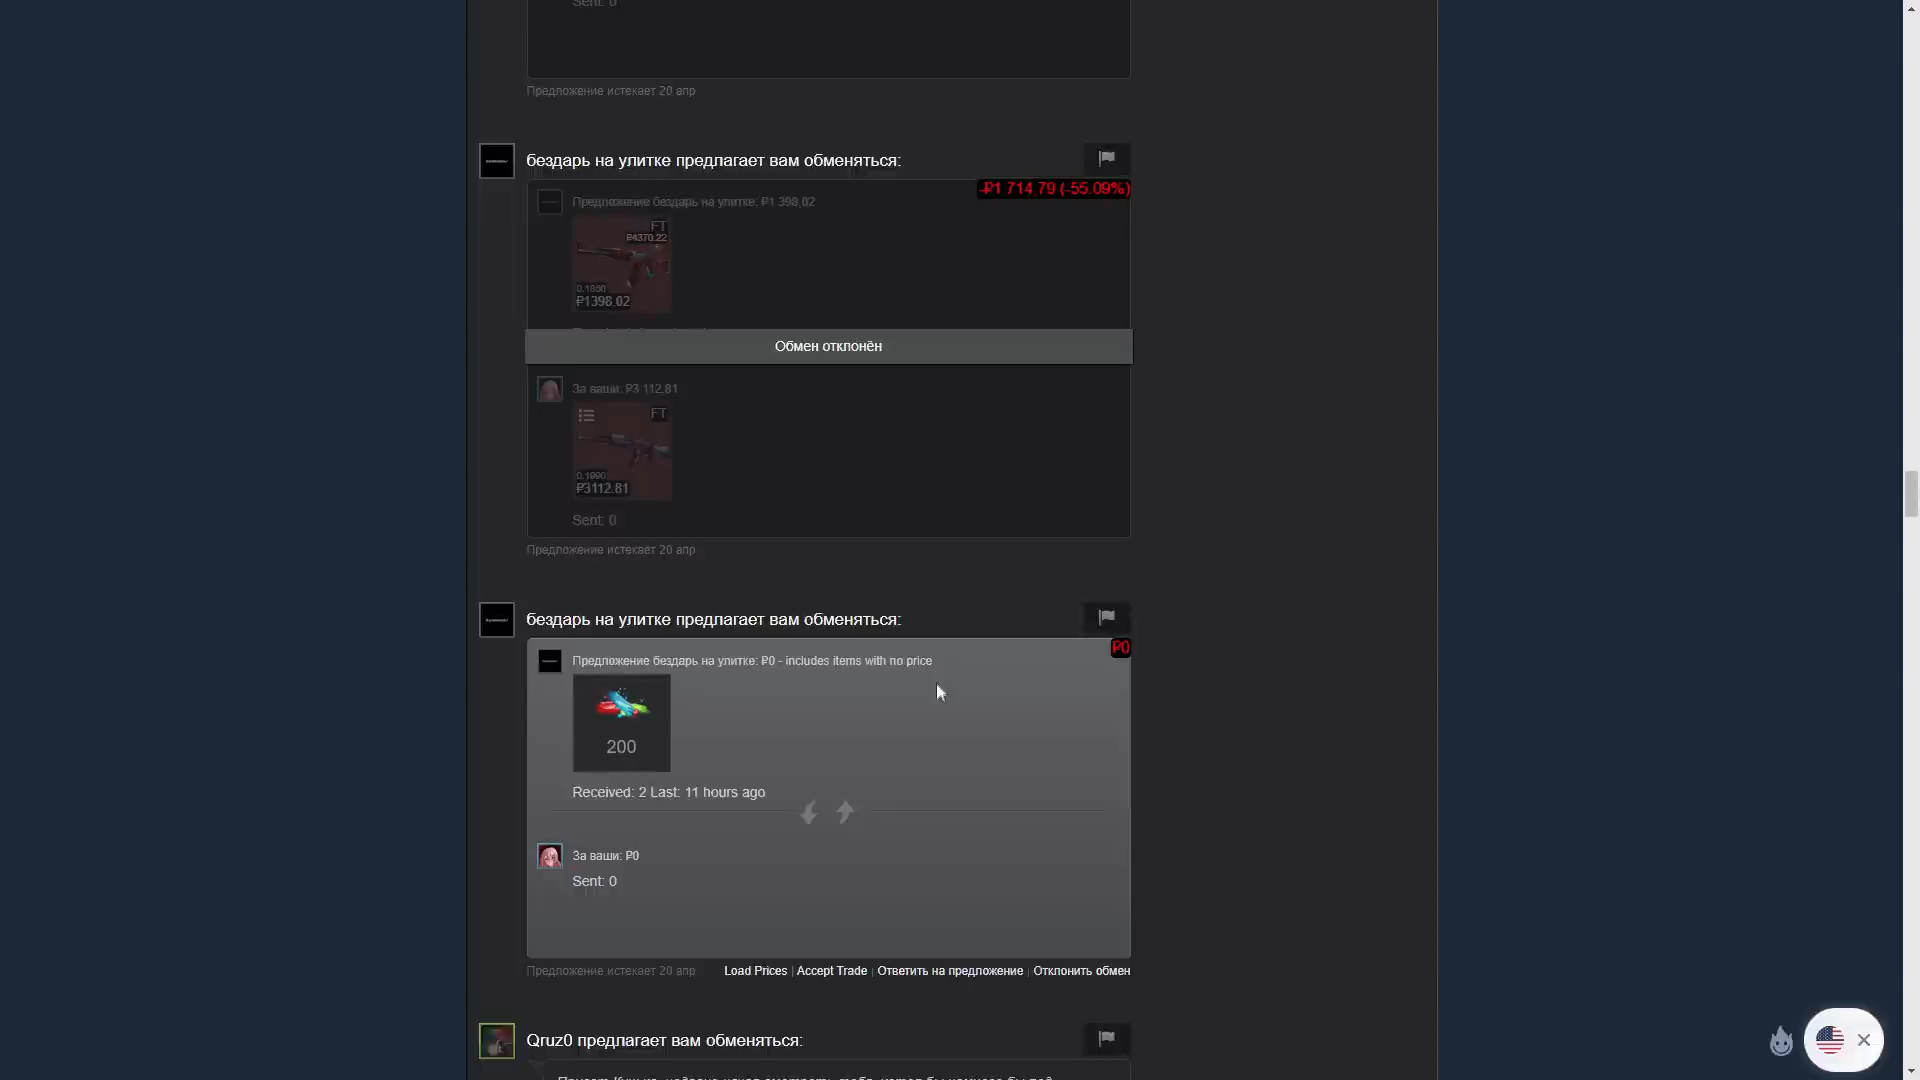 Sent: 0
Предложение истекает 20 апр
бездарь на улитке предлагает вам обменяться:
-₽1 714,79 (-55.09%)
Предложение бездарь на улитке: ₽1 398,02
FT
₽4370.22
0.1850
₽1398.02
Обмен отклонён
За ваши: ₽3 112,81
FT
0.1990
₽3112.81
Sent: 0
Предложение истекает 20 апр
бездарь на улитке предлагает вам обменяться:
₽0
Предложение бездарь на улитке: ₽0 - includes items with no price
200
Received: 2 Last: 11 hours ago
За ваши: ₽0
Sent: 0
Предложение истекает 20 апр Load Prices | Accept Trade | Ответить на предложение | Отклонить обмен
Qruz0 предлагает вам обменяться: